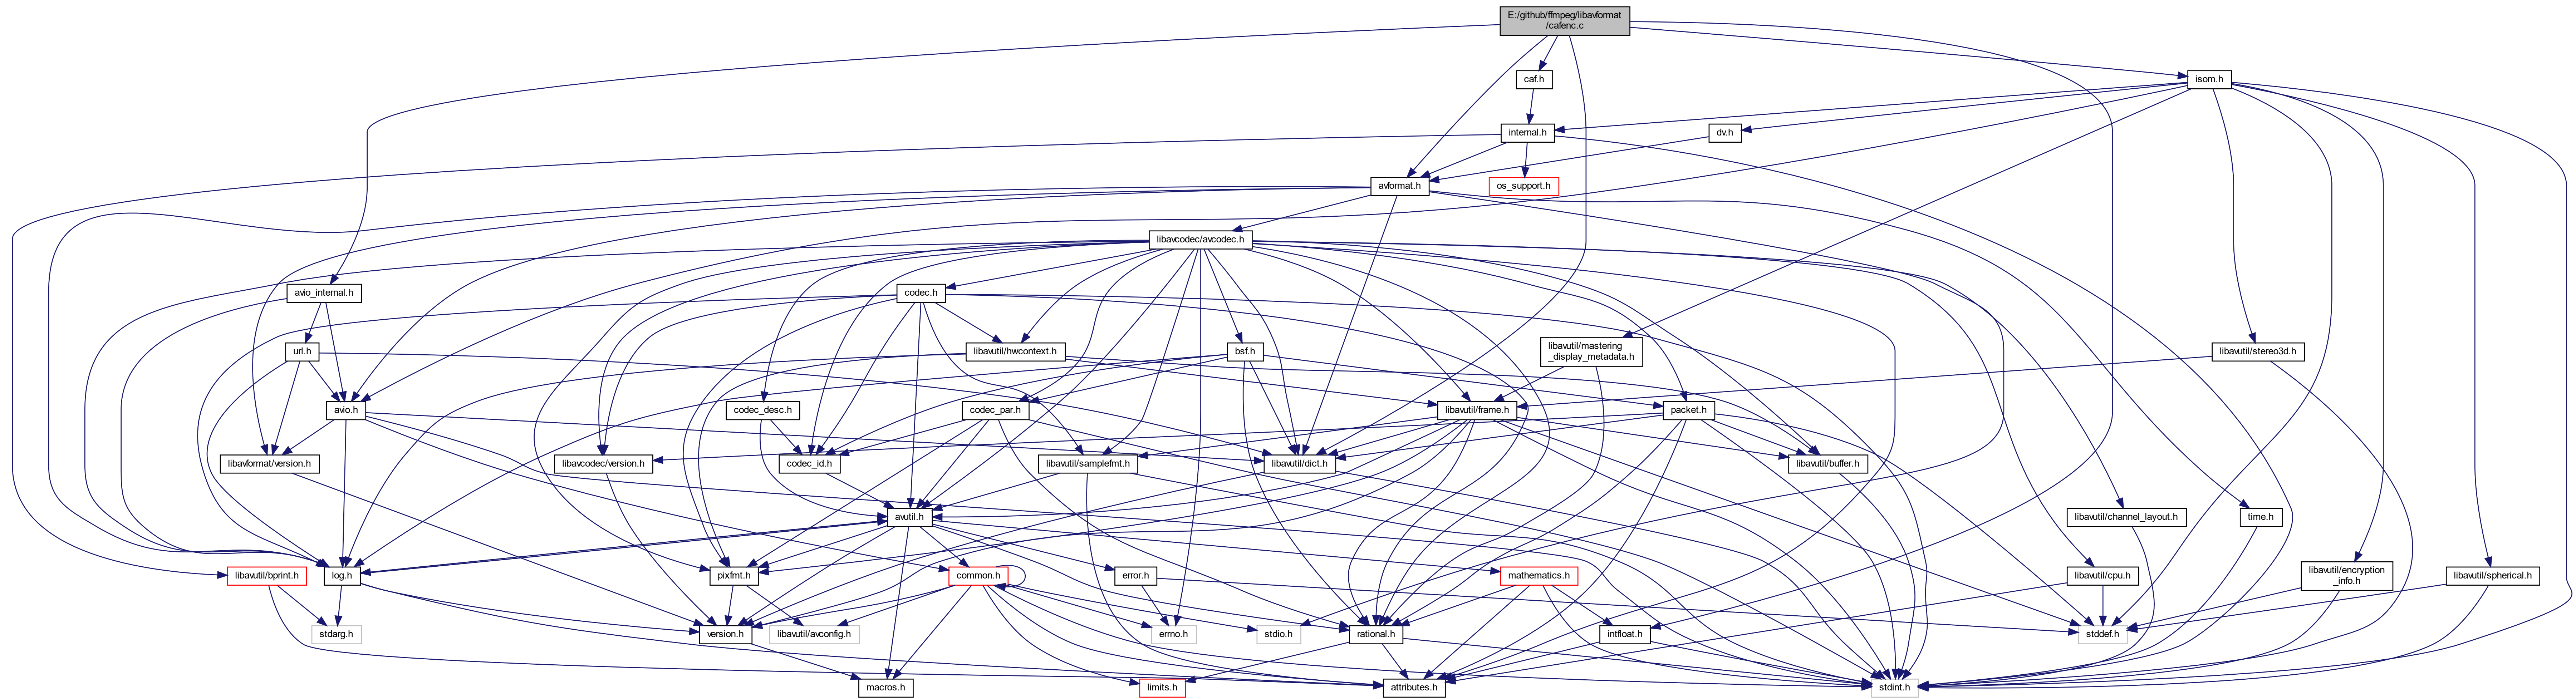 E:/github/ffmpeg/libavformat
/cafenc.c
caf.h
isom.h
internal.h
dv.h
avformat.h
os_support.h
libavcodec/avcodec.h
avio_internal.h
codec.h
url.h
libavutil/hwcontext.h
bsf.h
libavutil/mastering
_display_metadata.h
libavutil/stereo3d.h
avio.h
codec_desc.h
codec_par.h
libavutil/frame.h
packet.h
libavformat/version.h
libavcodec/version.h
codec_id.h
libavutil/samplefmt.h
libavutil/dict.h
libavutil/buffer.h
avutil.h
libavutil/channel_layout.h
time.h
libavutil/bprint.h
log.h
pixfmt.h
common.h
error.h
mathematics.h
libavutil/cpu.h
libavutil/encryption
_info.h
libavutil/spherical.h
stdarg.h
version.h
libavutil/avconfig.h
errno.h
stdio.h
rational.h
intfloat.h
stddef.h
macros.h
limits.h
attributes.h
stdint.h